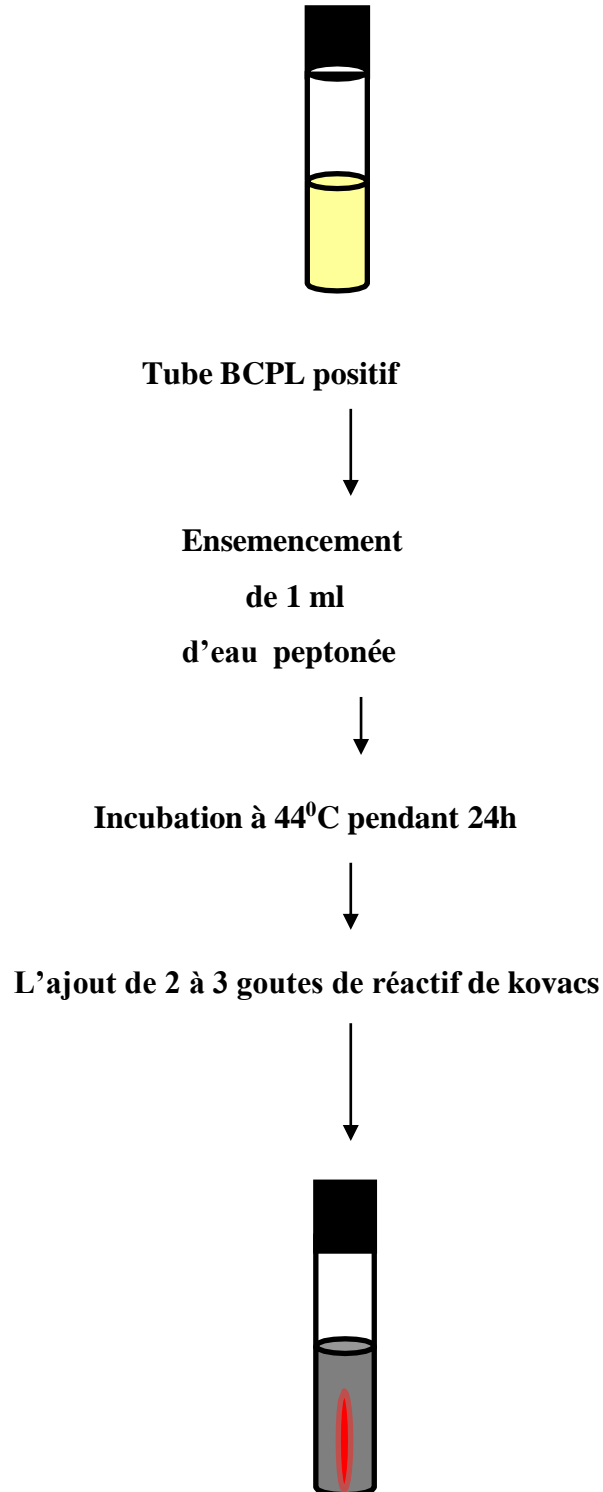 Tube BCPL positif
Ensemencement
de 1 ml
d’eau peptonée
Incubation à 44⁰C pendant 24h
L’ajout de 2 à 3 goutes de réactif de kovacs